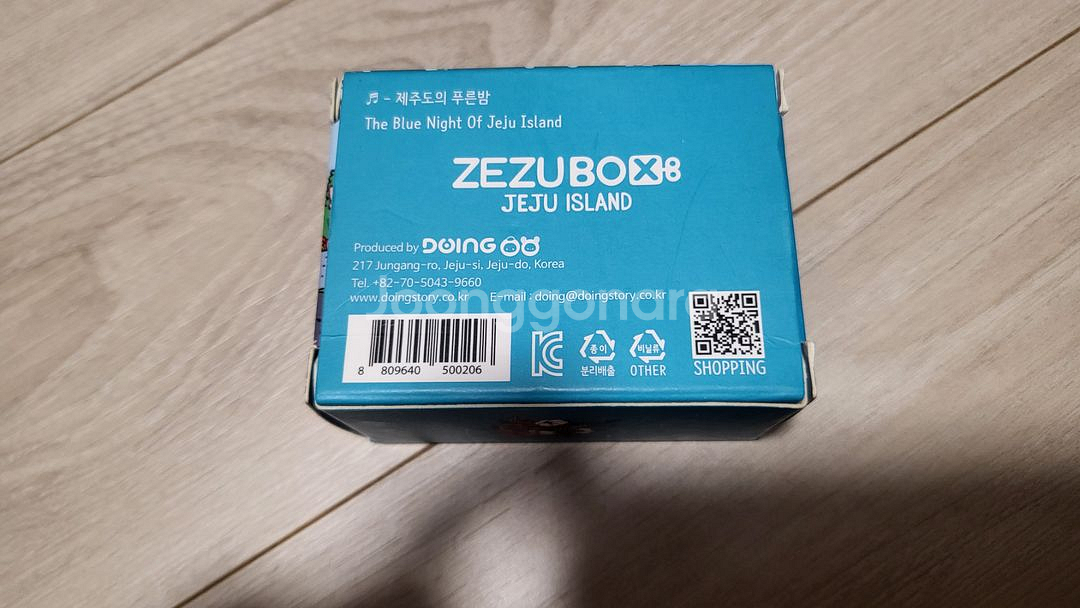 ♬ - 제주도의 푸른밤
The Blue Night Of Jeju Island
ZEZUBOX8
JEJU ISLAND
Produced by DOING
217 Jungang-ro, Jeju-si, Jeju-do, Korea
Tel. +82-70-5043-9660
www.doingstory.co.kr E-mail : doing@doingstory.co.kr
Joonggonara
8 809640 500206
종이
분리배출
비닐류
OTHER
SHOPPING